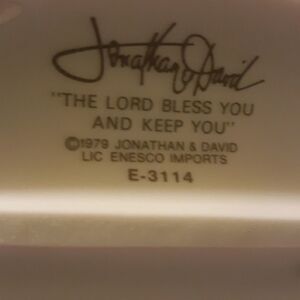 Jonathan & David
"THE LORD BLESS YOU
AND KEEP YOU"
©1979 JONATHAN & DAVID
LIC ENESCO IMPORTS
E-3114